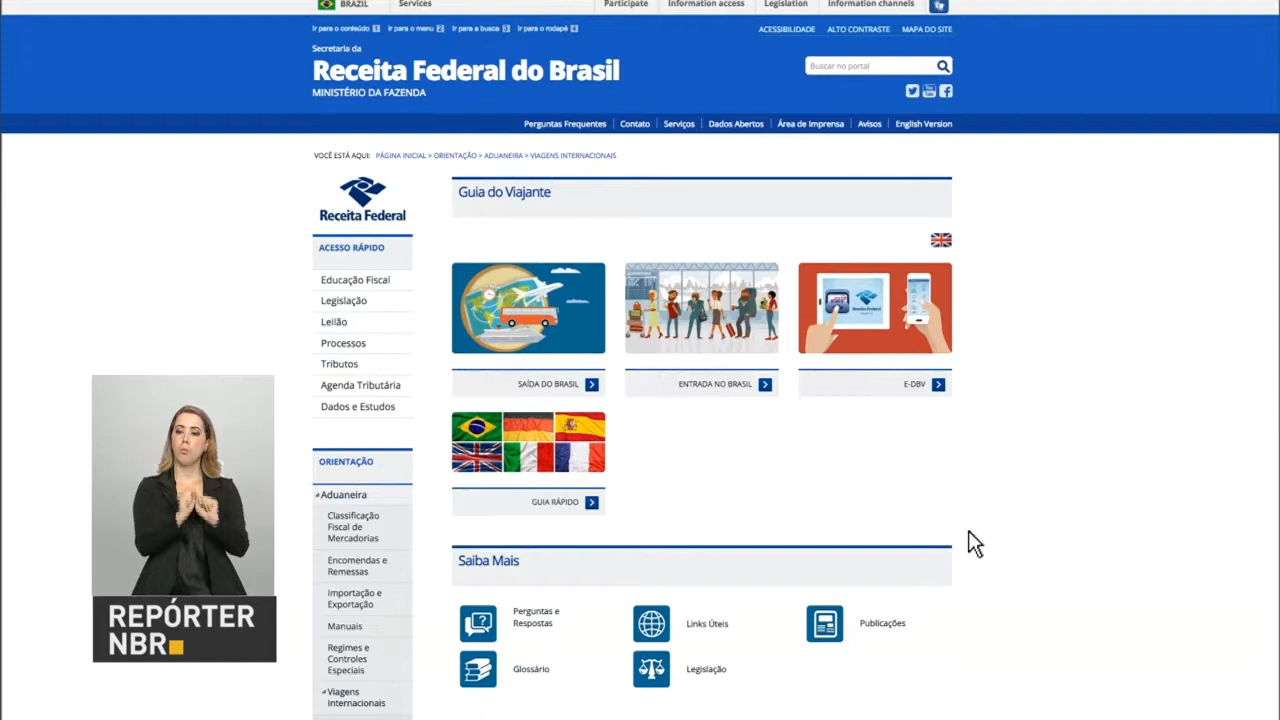 BRAZIL
Services
Participate
Information access
Legislation
Information channels
Ir para o conteúdo 1
Ir para o menu 2
Ir para a busca 3
Ir para o rodapé 4
ACESSIBILIDADE
ALTO CONTRASTE
MAPA DO SITE
Secretaria da
Receita Federal do Brasil
MINISTÉRIO DA FAZENDA
Buscar no portal
Perguntas Frequentes
Contato
Serviços
Dados Abertos
Área de Imprensa
Avisos
English Version
VOCÊ ESTÁ AQUI: PÁGINA INICIAL > ORIENTAÇÃO > ADUANEIRA > VIAGENS INTERNACIONAIS
Receita Federal
ACESSO RÁPIDO
Educação Fiscal
Legislação
Leilão
Processos
Tributos
Agenda Tributária
Dados e Estudos
ORIENTAÇÃO
Aduaneira
Classificação
Fiscal de
Mercadorias
Encomendas e
Remessas
Importação e
Exportação
Manuais
Regimes e
Controles
Especiais
Viagens
Internacionais
Guia do Viajante
Receita Federal
SAÍDA DO BRASIL
ENTRADA NO BRASIL
E-DBV
GUIA RÁPIDO
Saiba Mais
Perguntas e
Respostas
Links Úteis
Publicações
Glossário
Legislação
REPÓRTER
NBR